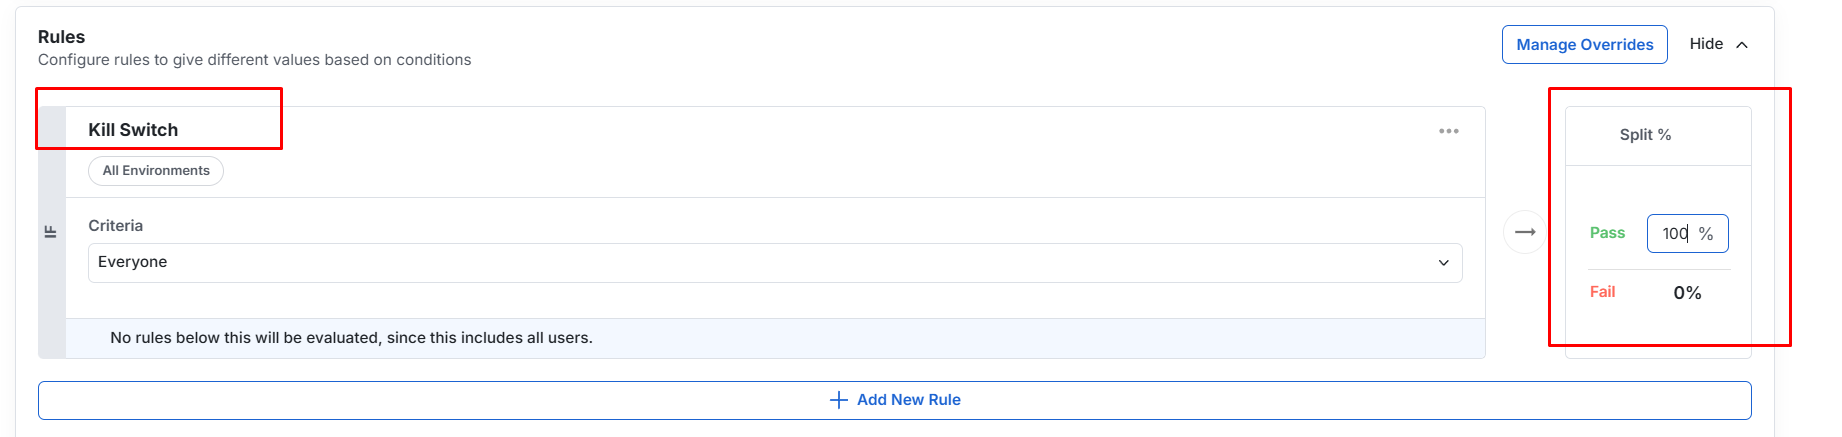 Rules
Configure rules to give different values based on conditions
Manage Overrides
Hide
IF
Kill Switch
All Environments
Criteria
Everyone
No rules below this will be evaluated, since this includes all users.
Split %
Pass 100 %
Fail 0%
Add New Rule